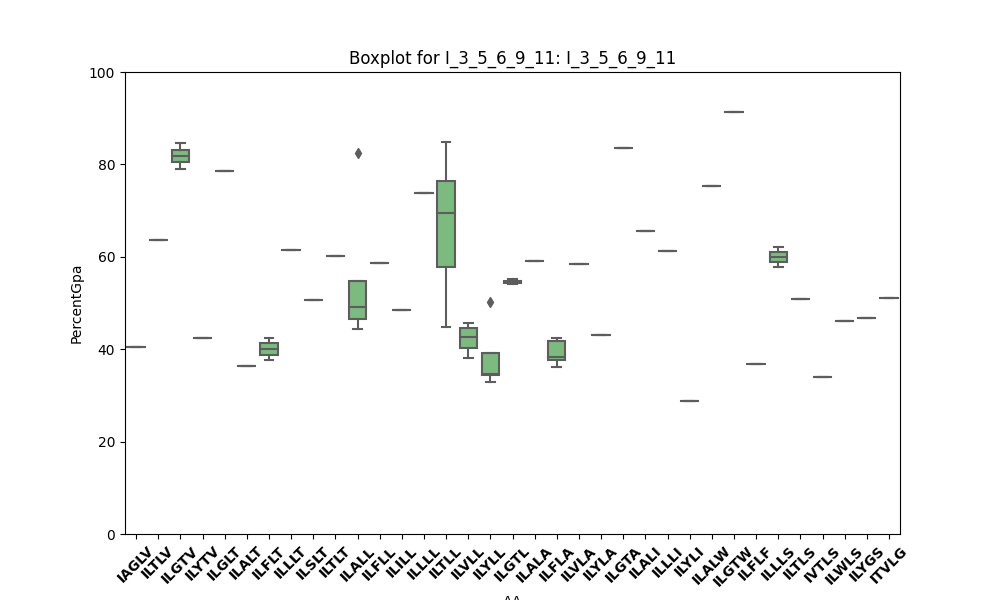 Boxplot for I_3_5_6_9_11: I_3_5_6_9_11
100
80
60
40
20
0
PercentGpa
IAGLV
ILTLV
ILGTV
ILYTV
ILGLT
ILALT
ILFLT
ILLLT
ILSLT
ILTLT
ILALL
ILFLL
ILILL
ILLLL
ILTLL
ILVLL
ILYLL
ILGTL
ILALA
ILFLA
ILVLA
ILYLA
ILGTA
ILALI
ILLLI
ILYLI
ILALW
ILGTW
ILFLF
ILLLS
ILTLS
IVTLS
ILWLS
ILYGS
ITVLG